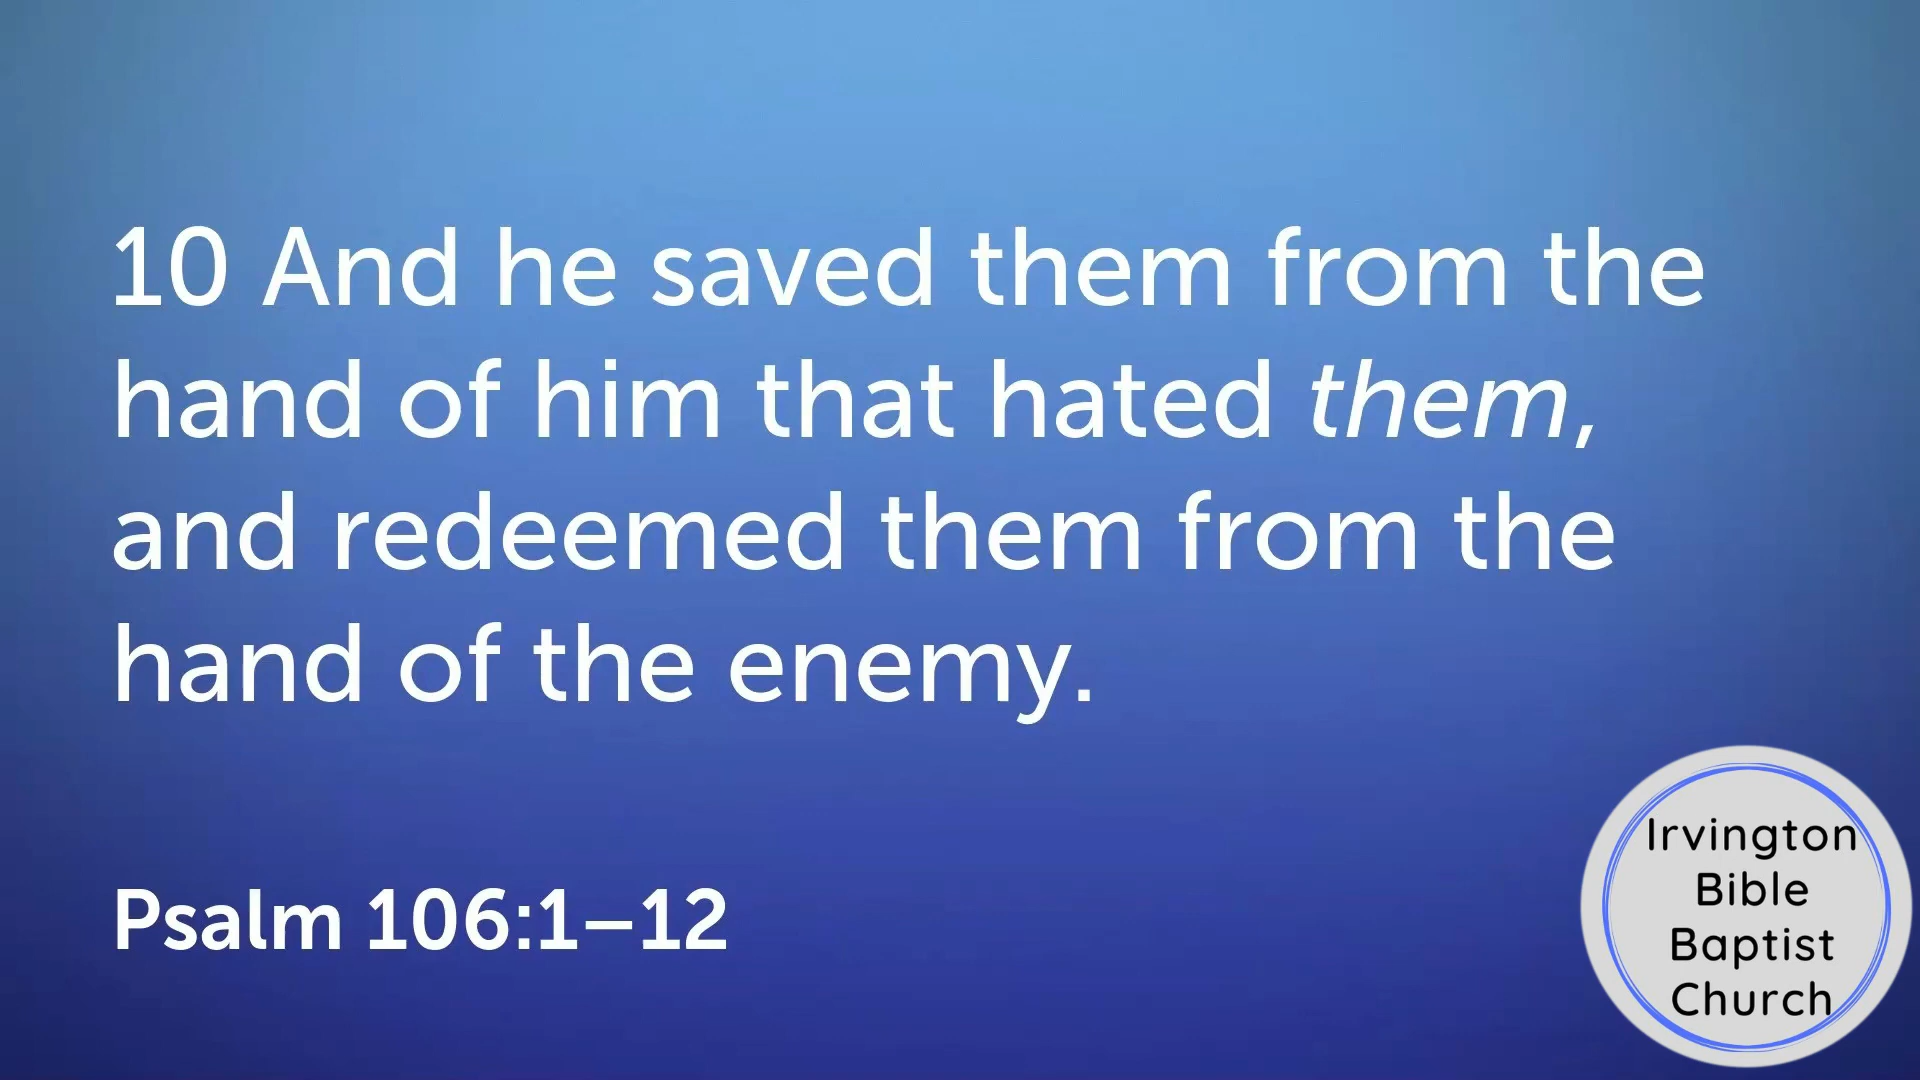 10 And he saved them from the
hand of him that hated them,
and redeemed them from the
hand of the enemy.
Psalm 106:1–12
Irvington
Bible
Baptist
Church